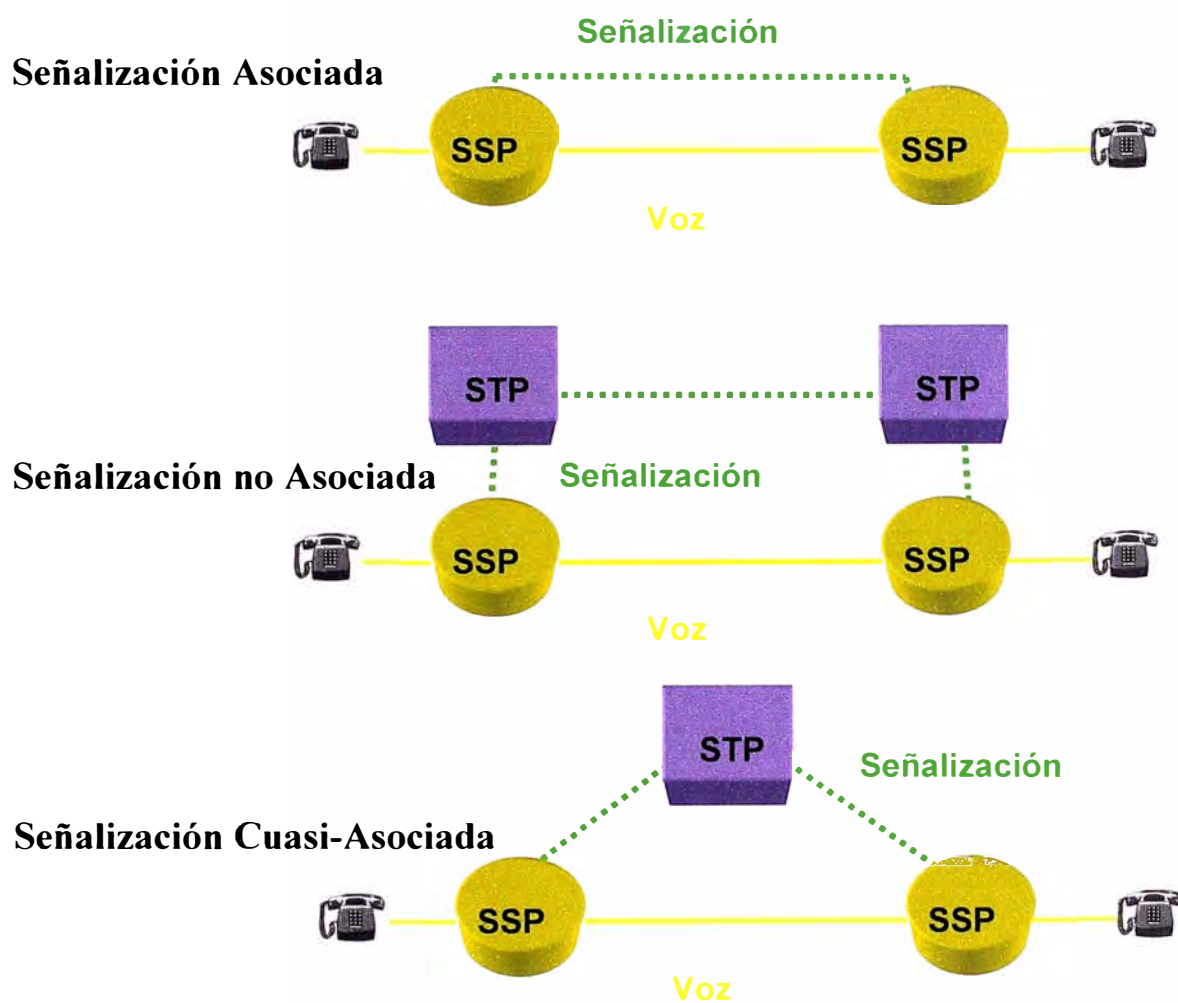 Señalización
Señalización Asociada
SSP
SSP
Voz
STP
STP
Señalización no Asociada
Señalización
SSP
SSP
Voz
STP
Señalización
Señalización Cuasi-Asociada
SSP
SSP
Voz